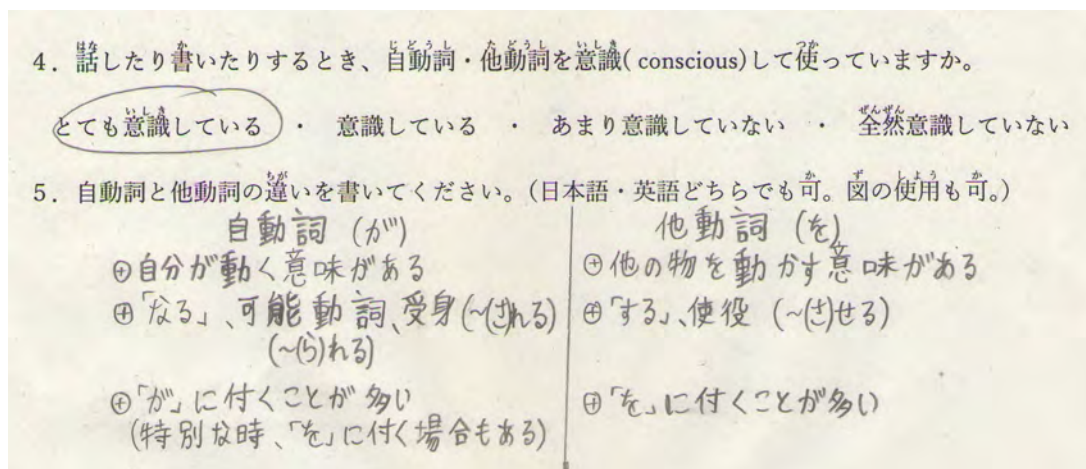 4．話したり書いたりするとき、自動詞・他動詞を意識( conscious)して使っていますか。
とても意識している ・ 意識している ・ あまり意識していない ・ 全然意識していない
5．自動詞と他動詞の違いを書いてください。（日本語・英語どちらでも可。図の使用も可。）
自動詞 (が)
⊕自分が動く意味がある
⊕「なる」、可能動詞、受身(~(さ)れる)
(~(ら)れる)
⊕「が」に付くことが多い
(特別な時、「を」に付く場合もある)
他動詞 (を)
⊕他の物を動かす意味がある
⊕「する」、使役 (~(さ)せる)
⊕「を」に付くことが多い